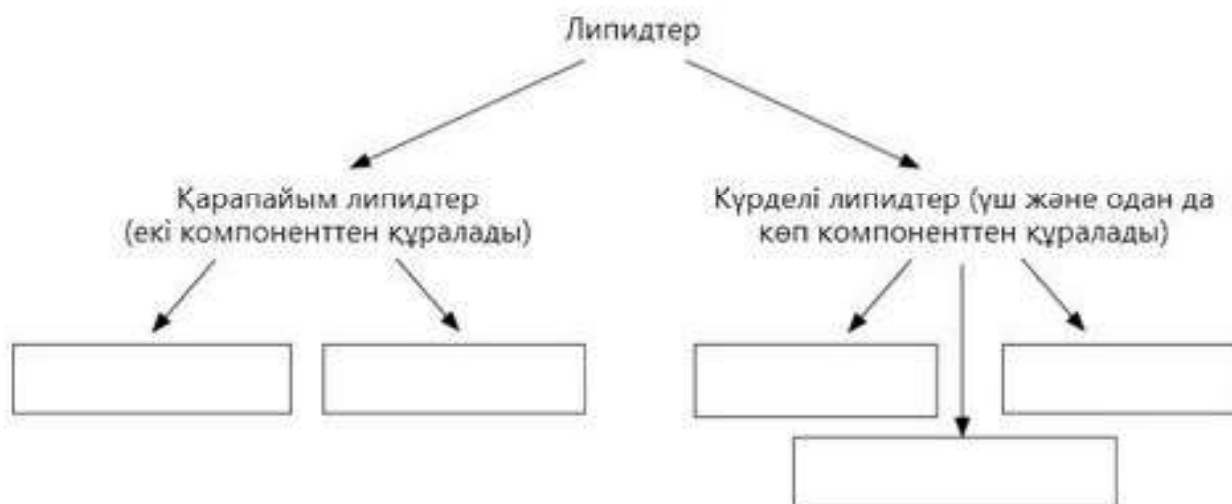 Липидтер
Қарапайым липидтер
(екі компоненттен құралады)
Күрделі липидтер (үш және одан да
көп компоненттен құралады)